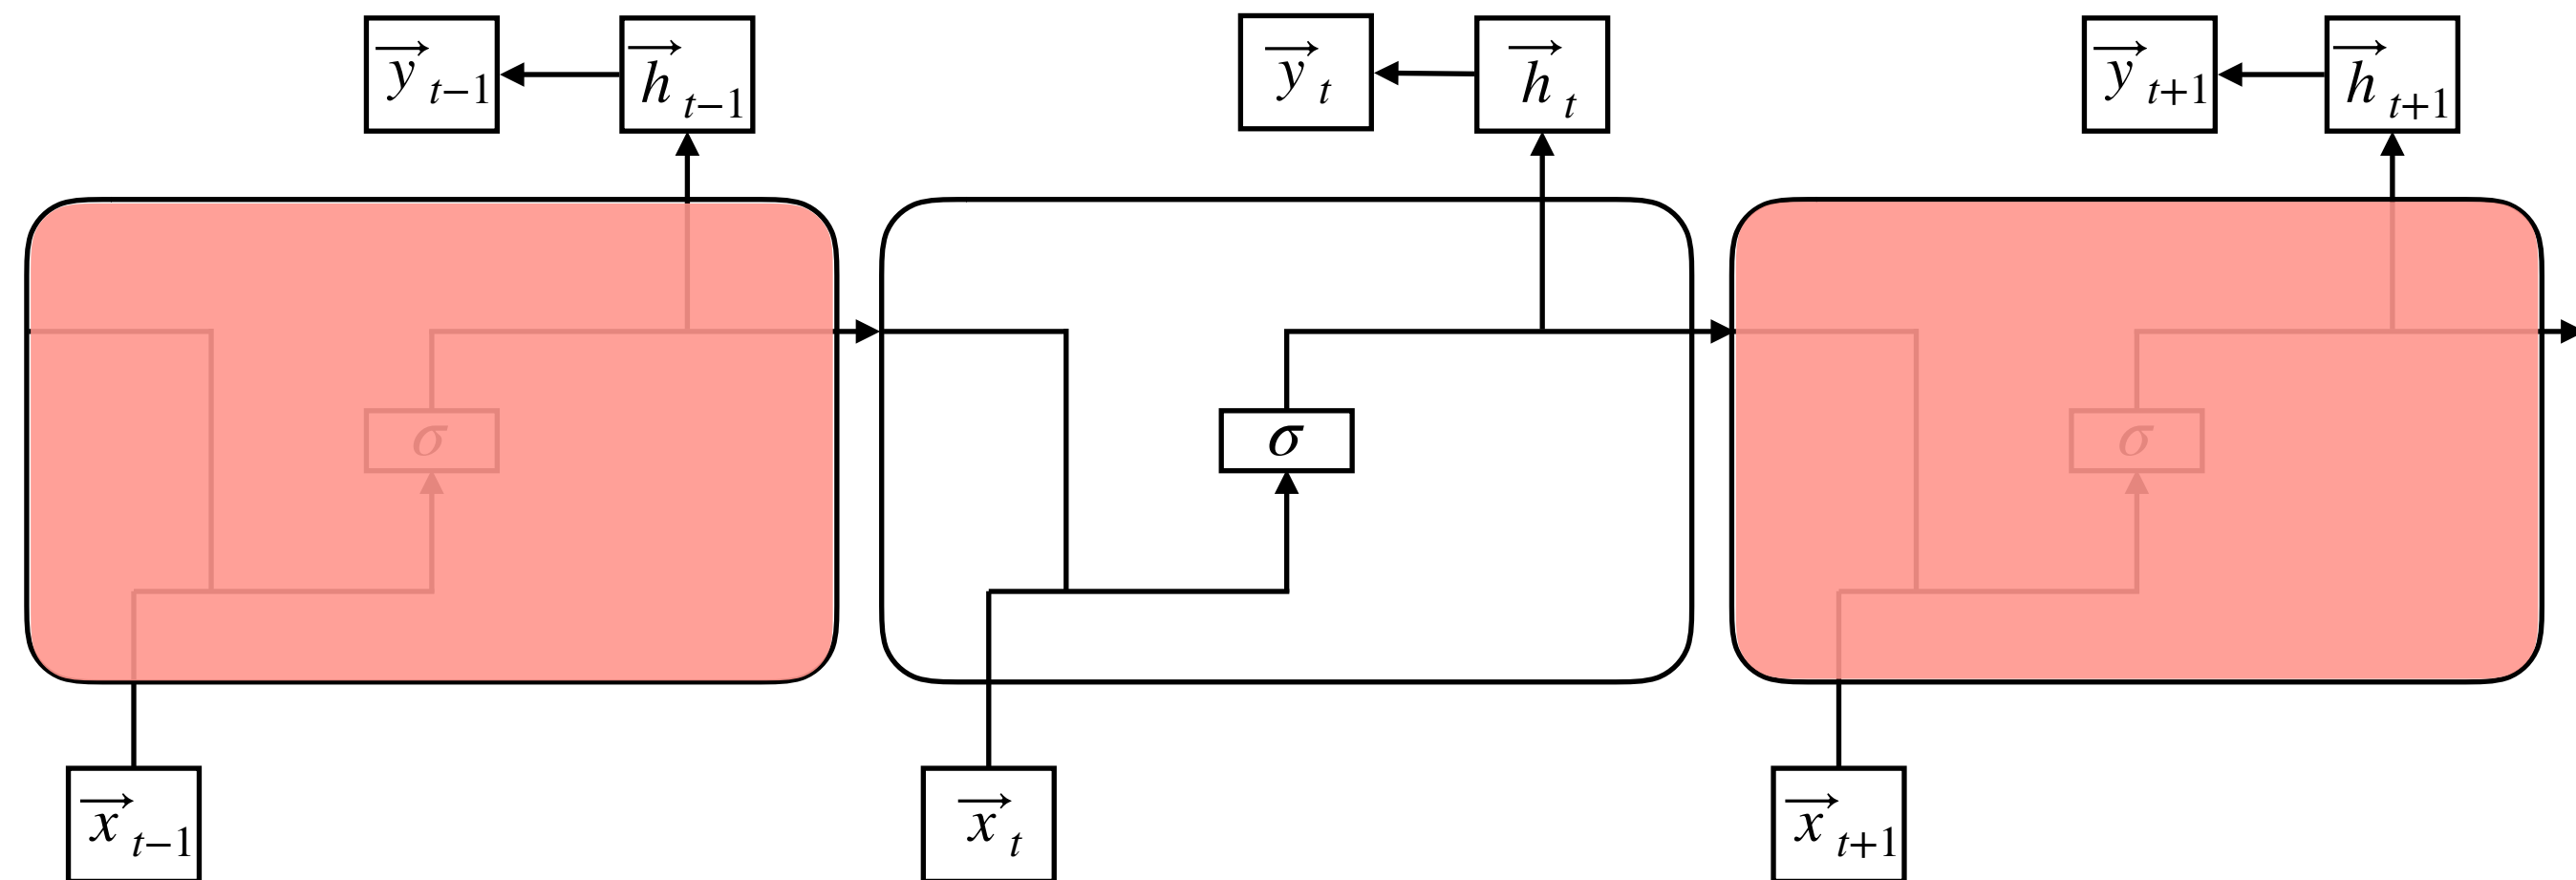 y⃗ t−1
h⃗ t−1
y⃗ t
h⃗ t
y⃗ t+1
h⃗ t+1
σ
σ
σ
x⃗ t−1
x⃗ t
x⃗ t+1